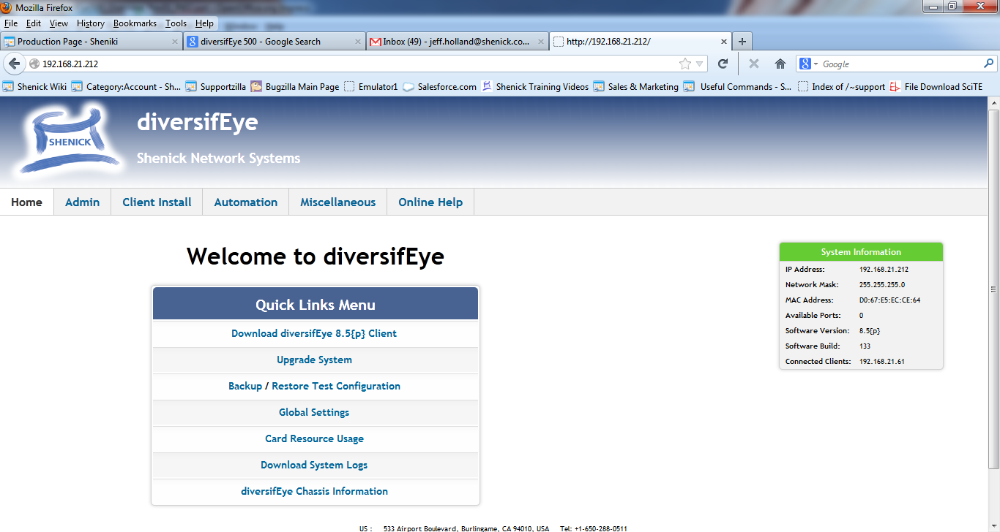 Mozilla Firefox
File Edit View History Bookmarks Tools Help
Production Page - Sheniki
diversifEye 500 - Google Search
Inbox (49) - jeff.holland@shenick.co...
http://192.168.21.212/
192.168.21.212
Google
Shenick Wiki Category:Account - Sh... Supportzilla Bugzilla Main Page Emulator1 Salesforce.com Shenick Training Videos Sales & Marketing Useful Commands - S... Index of /~support File Download SciTE
SHENICK
diversifEye
Shenick Network Systems
Home Admin Client Install Automation Miscellaneous Online Help
Welcome to diversifEye
Quick Links Menu
Download diversifEye 8.5{p} Client
Upgrade System
Backup / Restore Test Configuration
Global Settings
Card Resource Usage
Download System Logs
diversifEye Chassis Information
System Information
IP Address: 192.168.21.212
Network Mask: 255.255.255.0
MAC Address: D0:67:E5:EC:CE:64
Available Ports: 0
Software Version: 8.5{p}
Software Build: 133
Connected Clients: 192.168.21.61
US : 533 Airport Boulevard, Burlingame, CA 94010, USA Tel: +1-650-288-0511